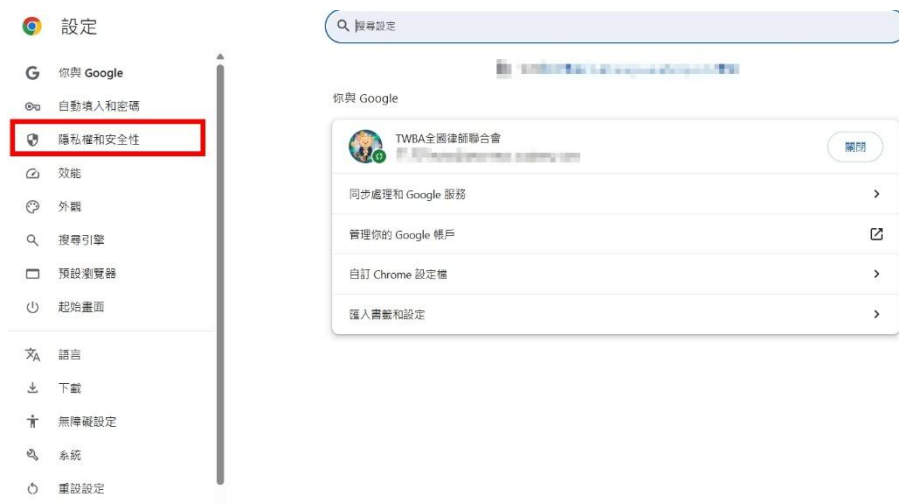 設定
搜尋設定
你與 Google
自動填入和密碼
隱私權和安全性
效能
外觀
搜尋引擎
預設瀏覽器
起始畫面
語言
下載
無障礙設定
系統
重設設定
你與 Google
TWBA全國律師聯合會
關閉
同步處理和 Google 服務
管理你的 Google 帳戶
自訂 Chrome 設定檔
匯入書籤和設定